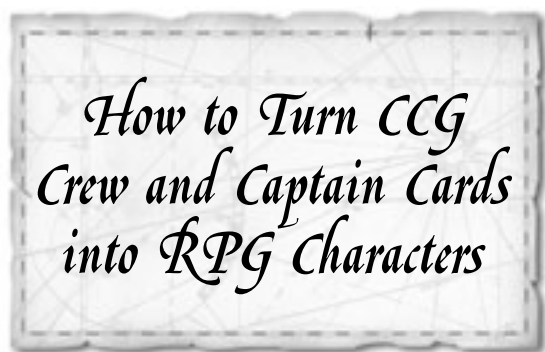 How to Turn CCG
Crew and Captain Cards
into RPG Characters